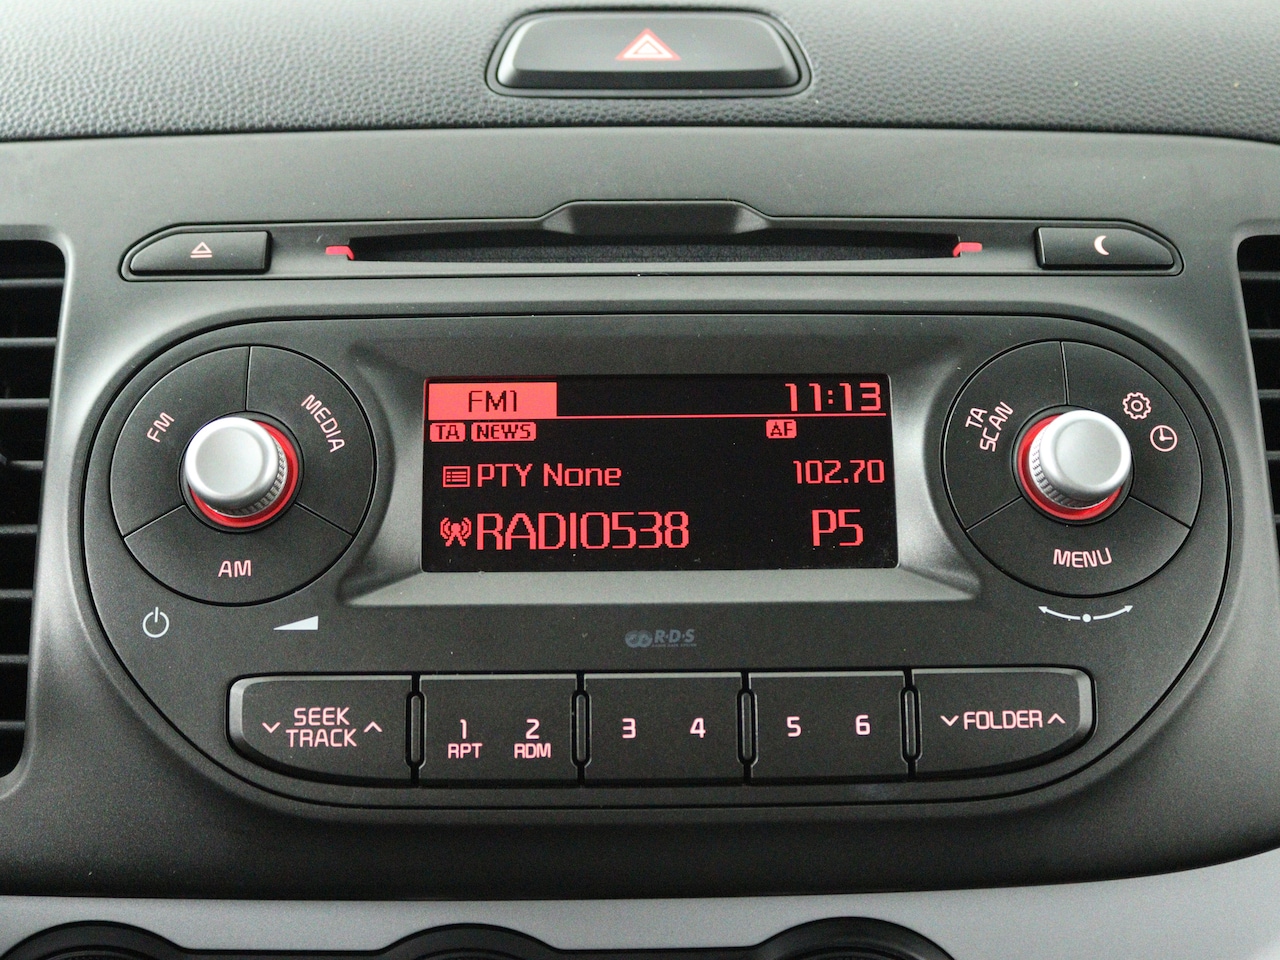 FM1 11:13
TA NEWS AF
PTY None 102.70
RADIO538 P5
FM
MEDIA
AM
TA
SCAN
MENU
R·D·S
SEEK
TRACK
1
RPT
2
RDM
3
4
5
6
FOLDER